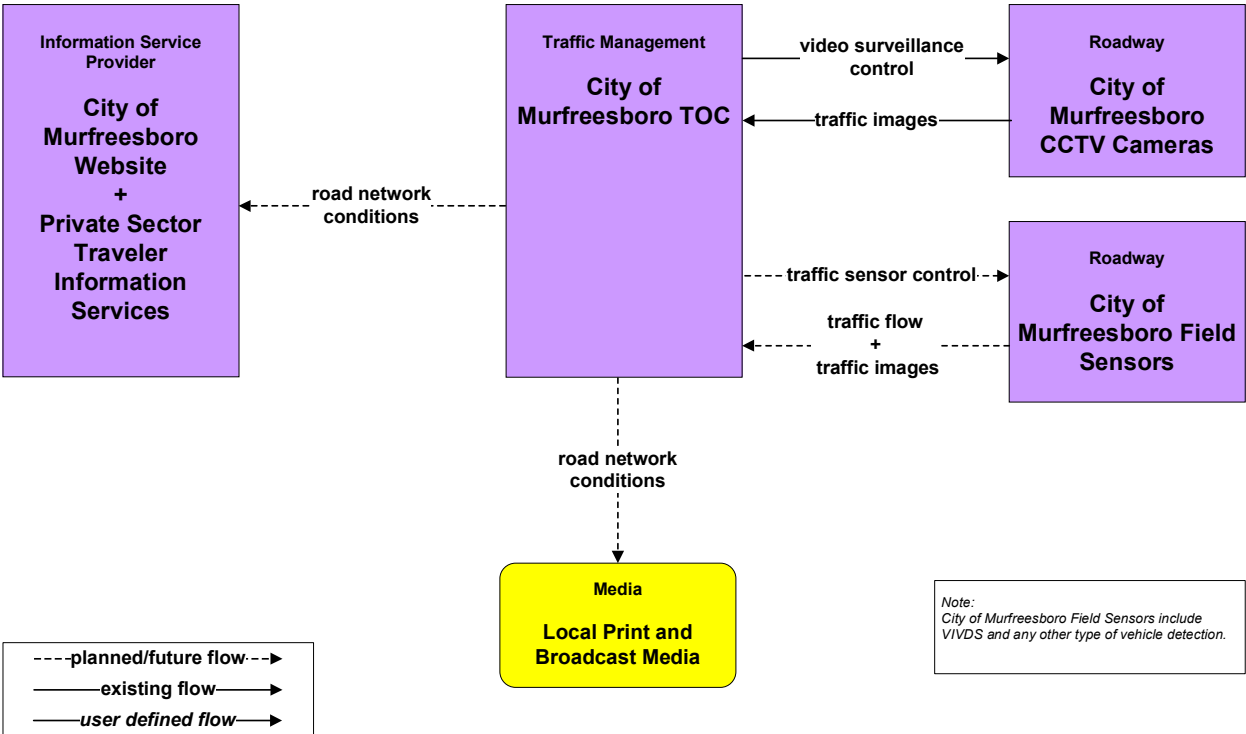 Information Service
Provider
City of
Murfreesboro
Website
+
Private Sector
Traveler
Information
Services
road network
conditions
Traffic Management
City of
Murfreesboro TOC
video surveillance
control
traffic images
Roadway
City of
Murfreesboro
CCTV Cameras
traffic sensor control
traffic flow
+
traffic images
Roadway
City of
Murfreesboro Field
Sensors
road network
conditions
Media
Local Print and
Broadcast Media
Note:
City of Murfreesboro Field Sensors include
VIVDS and any other type of vehicle detection.
planned/future flow
existing flow
user defined flow